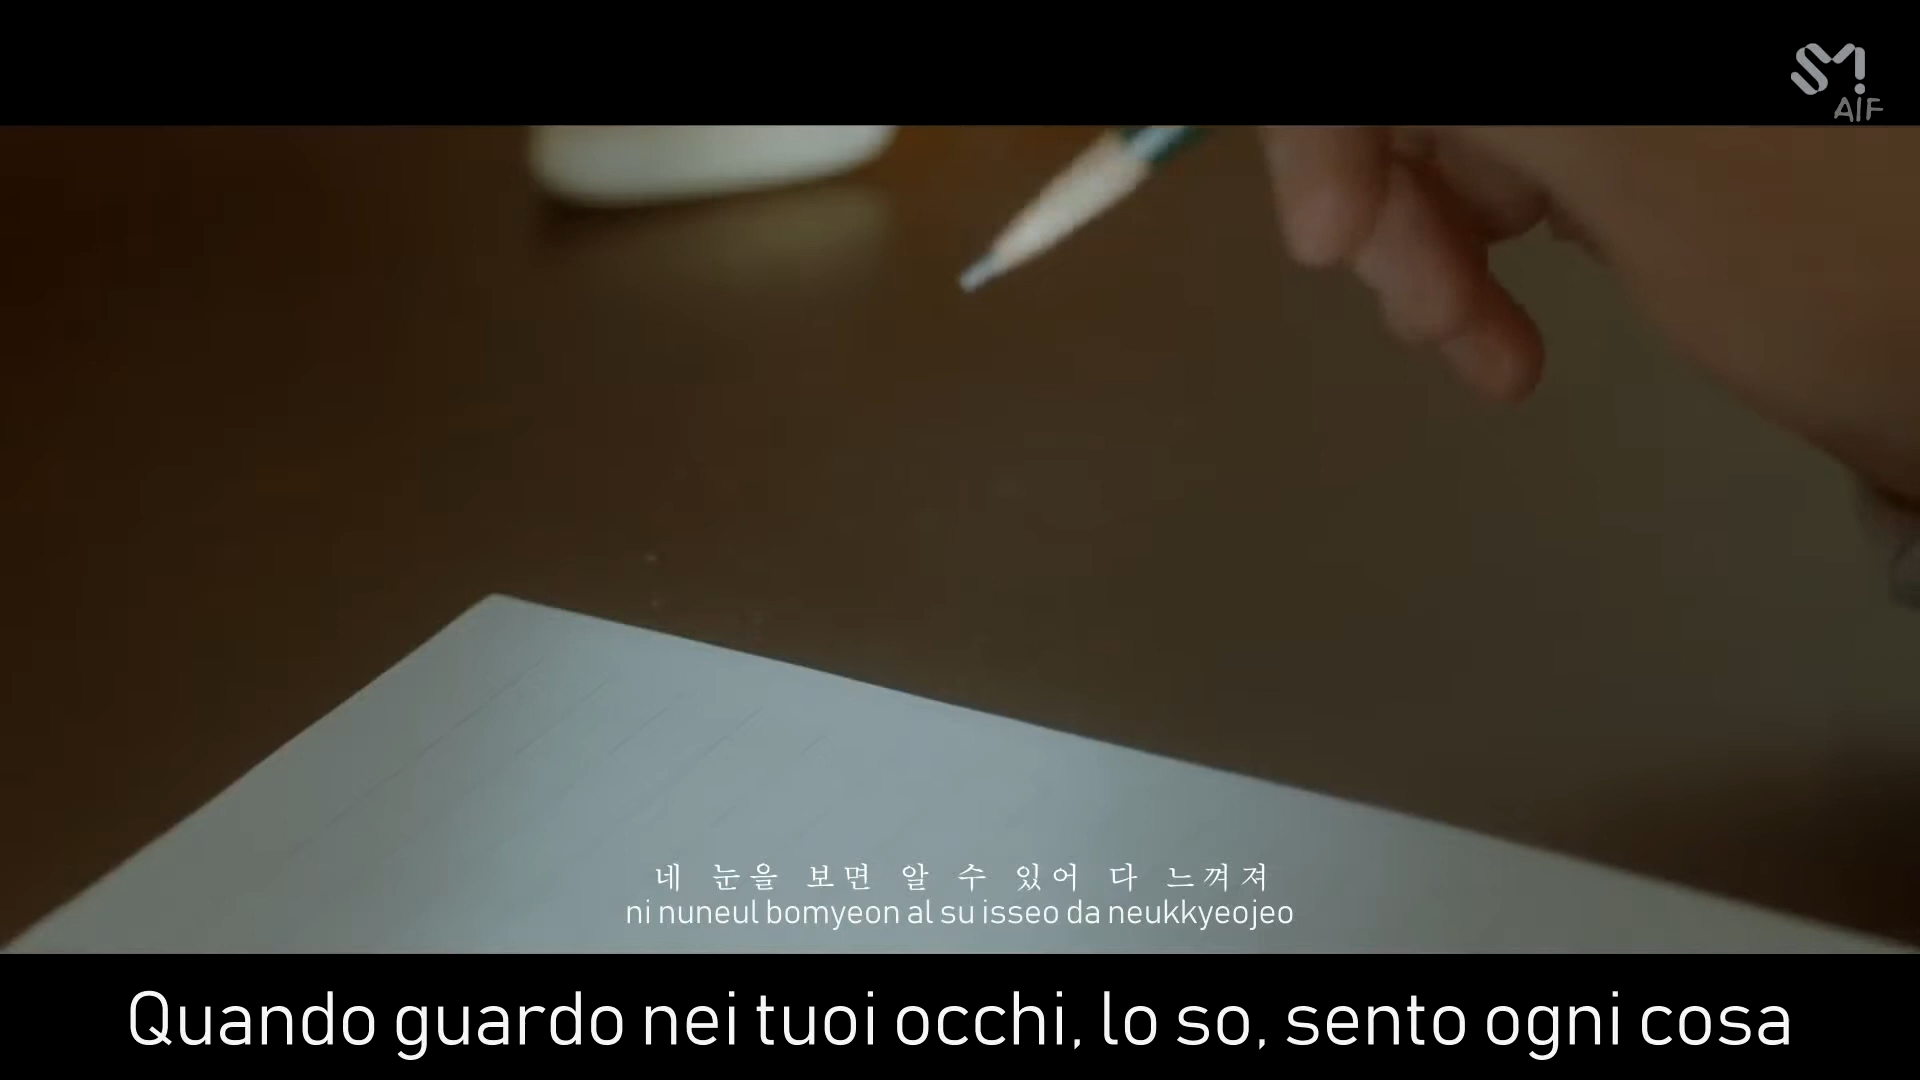 SM!
AIF
네 눈을 보면 알 수 있어 다 느껴져
ni nuneul bomyeon al su isseo da neukkyeojeo
Quando guardo nei tuoi occhi, lo so, sento ogni cosa